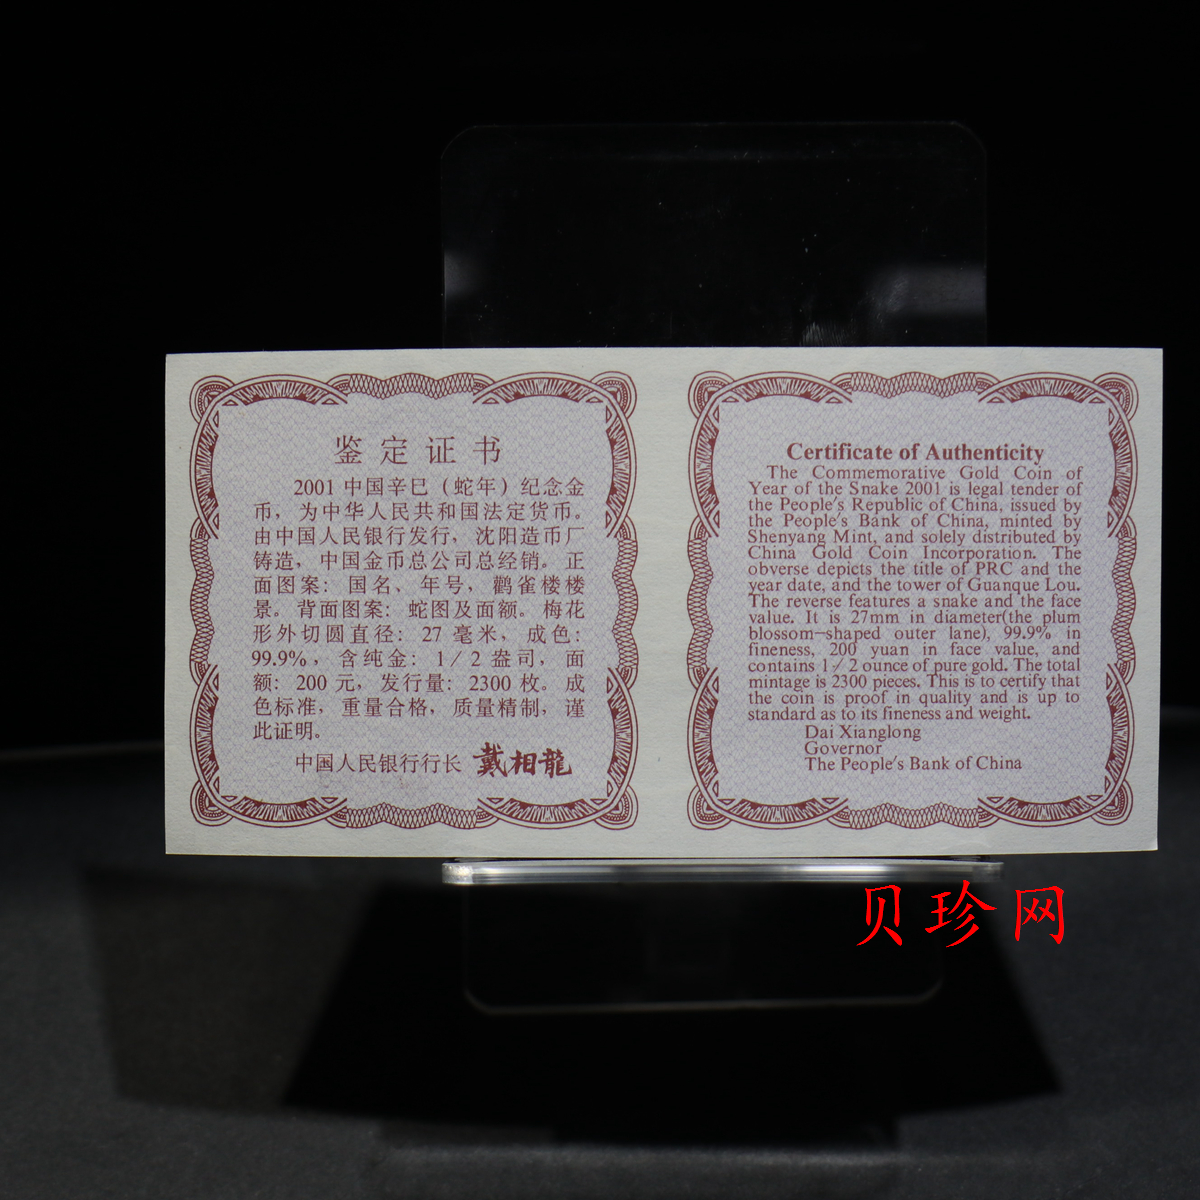 鉴定证书
2001 中国辛巳（蛇年）纪念金
币，为中华人民共和国法定货币。
由中国人民银行发行，沈阳造币厂
铸造，中国金币总公司总经销。正
面图案：国名、年号，鹳雀楼楼
景。背面图案：蛇图及面额。梅花
形外切圆直径：27 毫米，成色：
99.9%，含纯金：1／2 盎司，面
额：200 元，发行量：2300 枚。成
色标准，重量合格，质量精制，谨
此证明。
中国人民银行行长 戴相龍
Certificate of Authenticity
The Commemorative Gold Coin of
Year of the Snake 2001 is legal tender of
the People's Republic of China, issued by
the People's Bank of China, minted by
Shenyang Mint, and solely distributed by
China Gold Coin Incorporation. The
obverse depicts the title of PRC and the
year date, and the tower of Guanque Lou.
The reverse features a snake and the face
value. It is 27mm in diameter(the plum
blossom-shaped outer lane), 99.9% in
fineness, 200 yuan in face value, and
contains 1／2 ounce of pure gold. The total
mintage is 2300 pieces. This is to certify that
the coin is proof in quality and is up to
standard as to its fineness and weight.
Dai Xianglong
Governor
The People's Bank of China
贝珍网